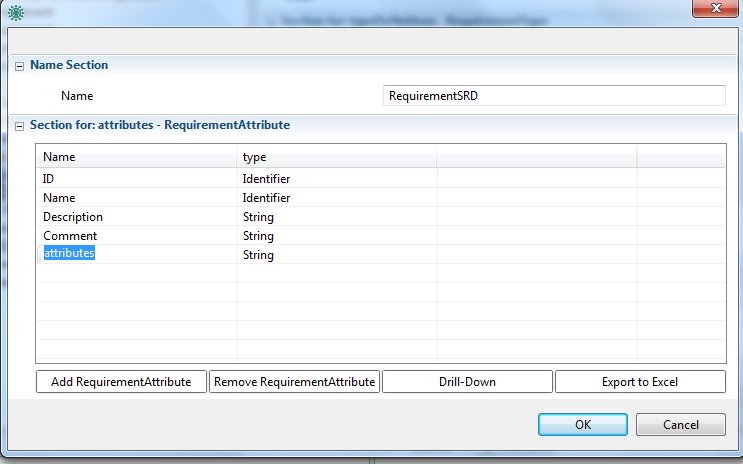 Name Section
Name RequirementSRD
Section for: attributes - RequirementAttribute
Name type
ID Identifier
Name Identifier
Description String
Comment String
attributes String
Add RequirementAttribute Remove RequirementAttribute Drill-Down Export to Excel
OK Cancel